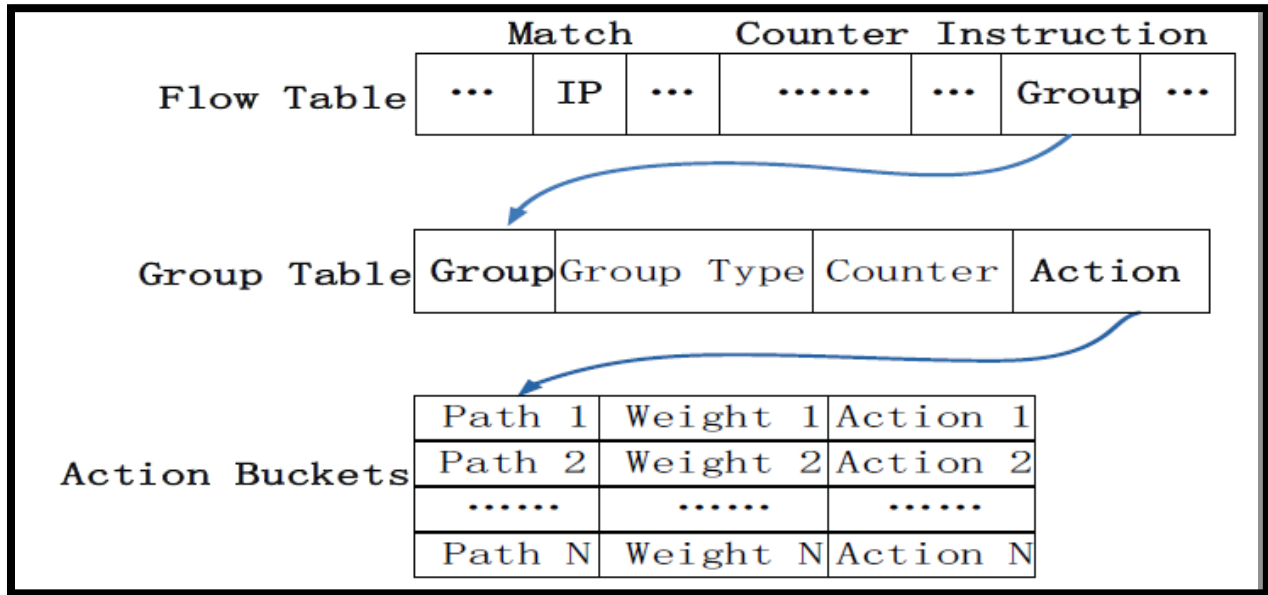 Match Counter Instruction
Flow Table ... IP ... ...... ... Group ...
Group Table Group Group Type Counter Action
Path 1 Weight 1 Action 1
Action Buckets Path 2 Weight 2 Action 2
...... ...... ......
Path N Weight N Action N